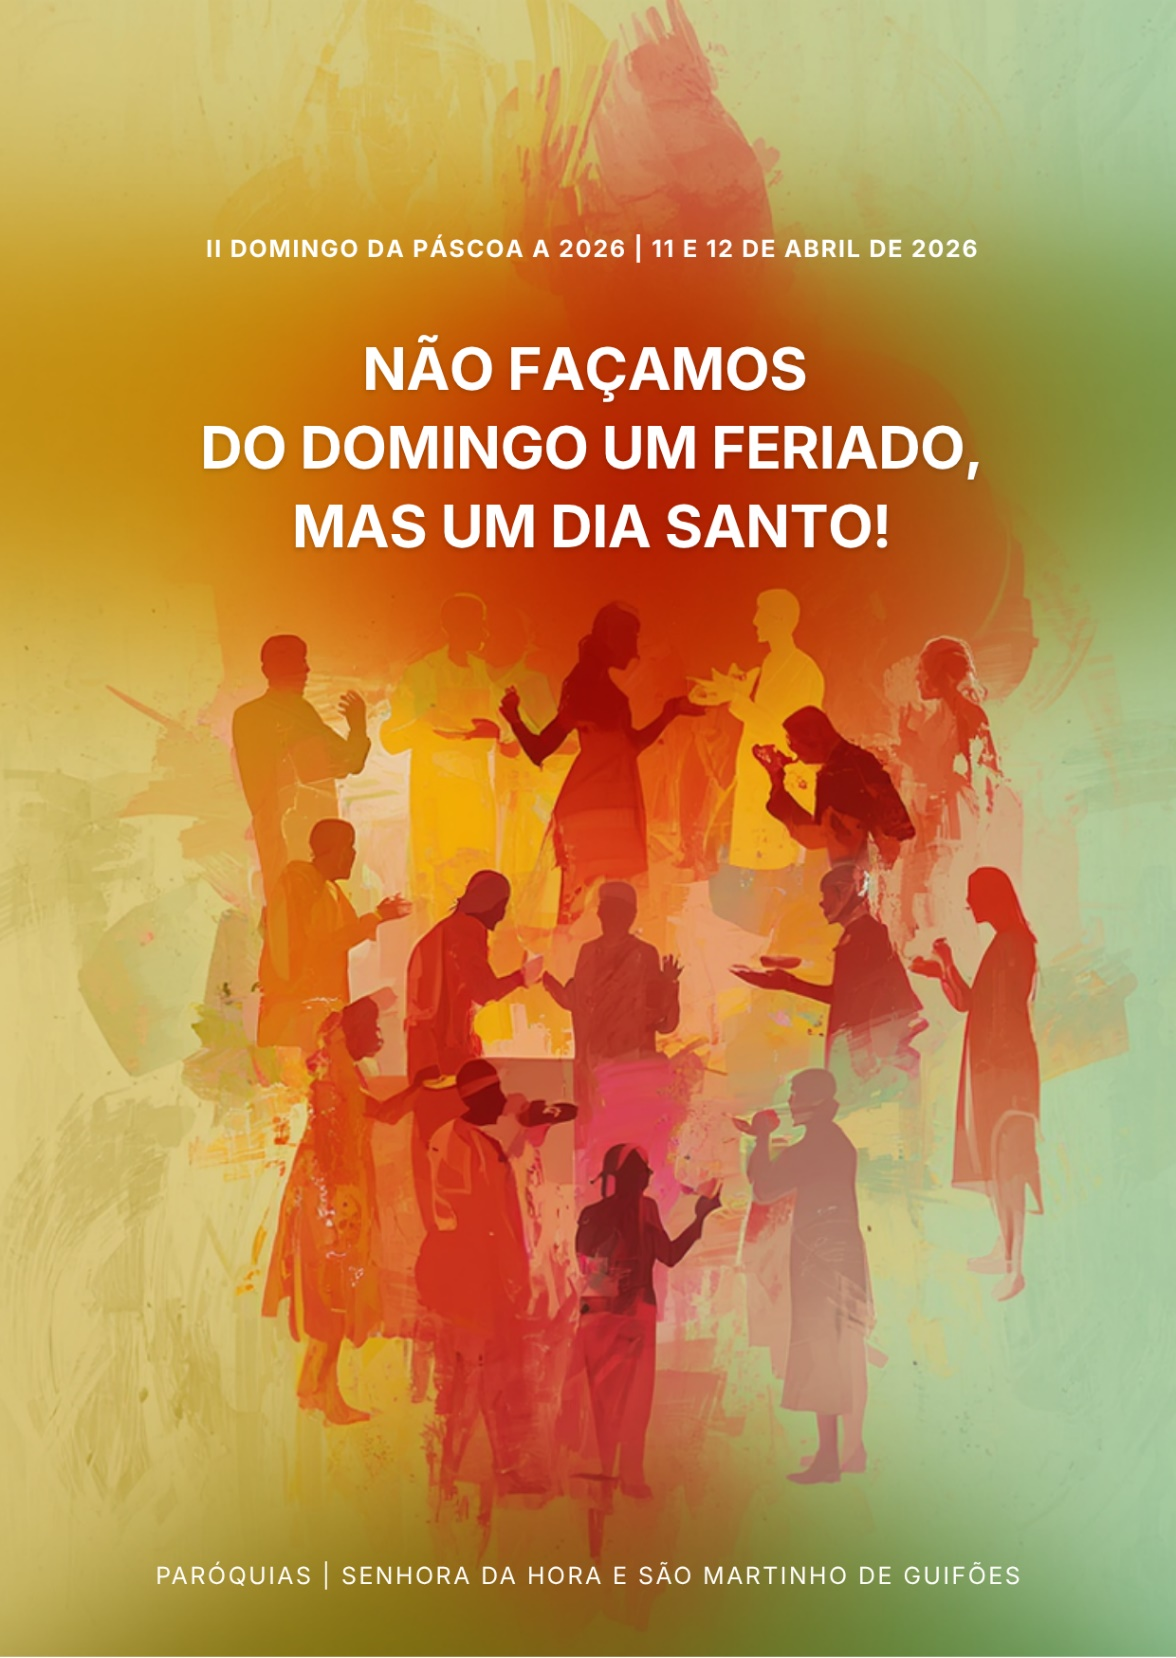 II DOMINGO DA PÁSCOA A 2026 | 11 E 12 DE ABRIL DE 2026
NÃO FAÇAMOS
DO DOMINGO UM FERIADO,
MAS UM DIA SANTO!
PARÓQUIAS | SENHORA DA HORA E SÃO MARTINHO DE GUIFÕES